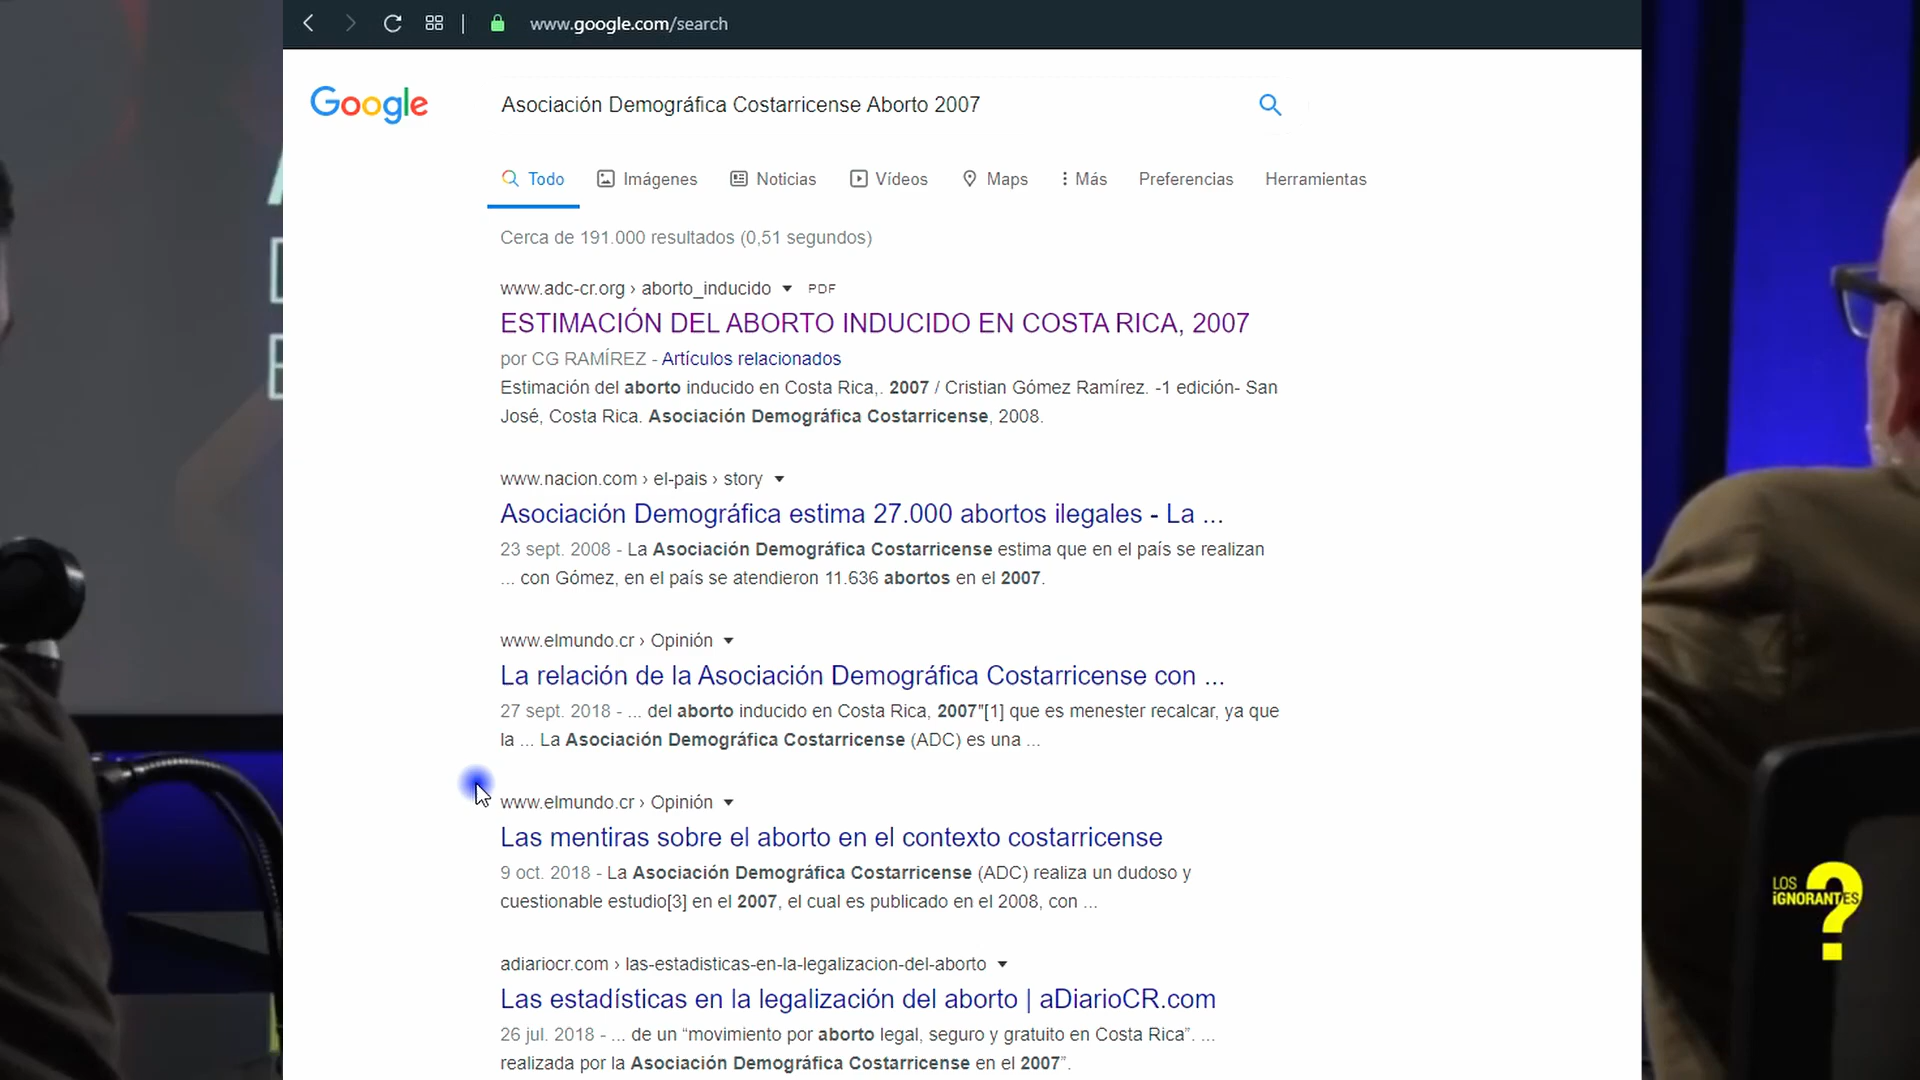 www.google.com/search
Google
Asociación Demográfica Costarricense Aborto 2007
Todo
Imágenes
Noticias
Vídeos
Maps
Más
Preferencias
Herramientas
Cerca de 191.000 resultados (0,51 segundos)
www.adc-cr.org › aborto_inducido PDF
ESTIMACIÓN DEL ABORTO INDUCIDO EN COSTA RICA, 2007
por CG RAMÍREZ - Artículos relacionados
Estimación del aborto inducido en Costa Rica,. 2007 / Cristian Gómez Ramírez. -1 edición- San
José, Costa Rica. Asociación Demográfica Costarricense, 2008.
www.nacion.com › el-pais › story
Asociación Demográfica estima 27.000 abortos ilegales - La ...
23 sept. 2008 - La Asociación Demográfica Costarricense estima que en el país se realizan
... con Gómez, en el país se atendieron 11.636 abortos en el 2007.
www.elmundo.cr › Opinión
La relación de la Asociación Demográfica Costarricense con ...
27 sept. 2018 - ... del aborto inducido en Costa Rica, 2007"[1] que es menester recalcar, ya que
la ... La Asociación Demográfica Costarricense (ADC) es una ...
www.elmundo.cr › Opinión
Las mentiras sobre el aborto en el contexto costarricense
9 oct. 2018 - La Asociación Demográfica Costarricense (ADC) realiza un dudoso y
cuestionable estudio[3] en el 2007, el cual es publicado en el 2008, con ...
adiariocr.com › las-estadisticas-en-la-legalizacion-del-aborto
Las estadísticas en la legalización del aborto | aDiarioCR.com
26 jul. 2018 - ... de un “movimiento por aborto legal, seguro y gratuito en Costa Rica”. ...
realizada por la Asociación Demográfica Costarricense en el 2007”.
LOS
iGNORANTES
?